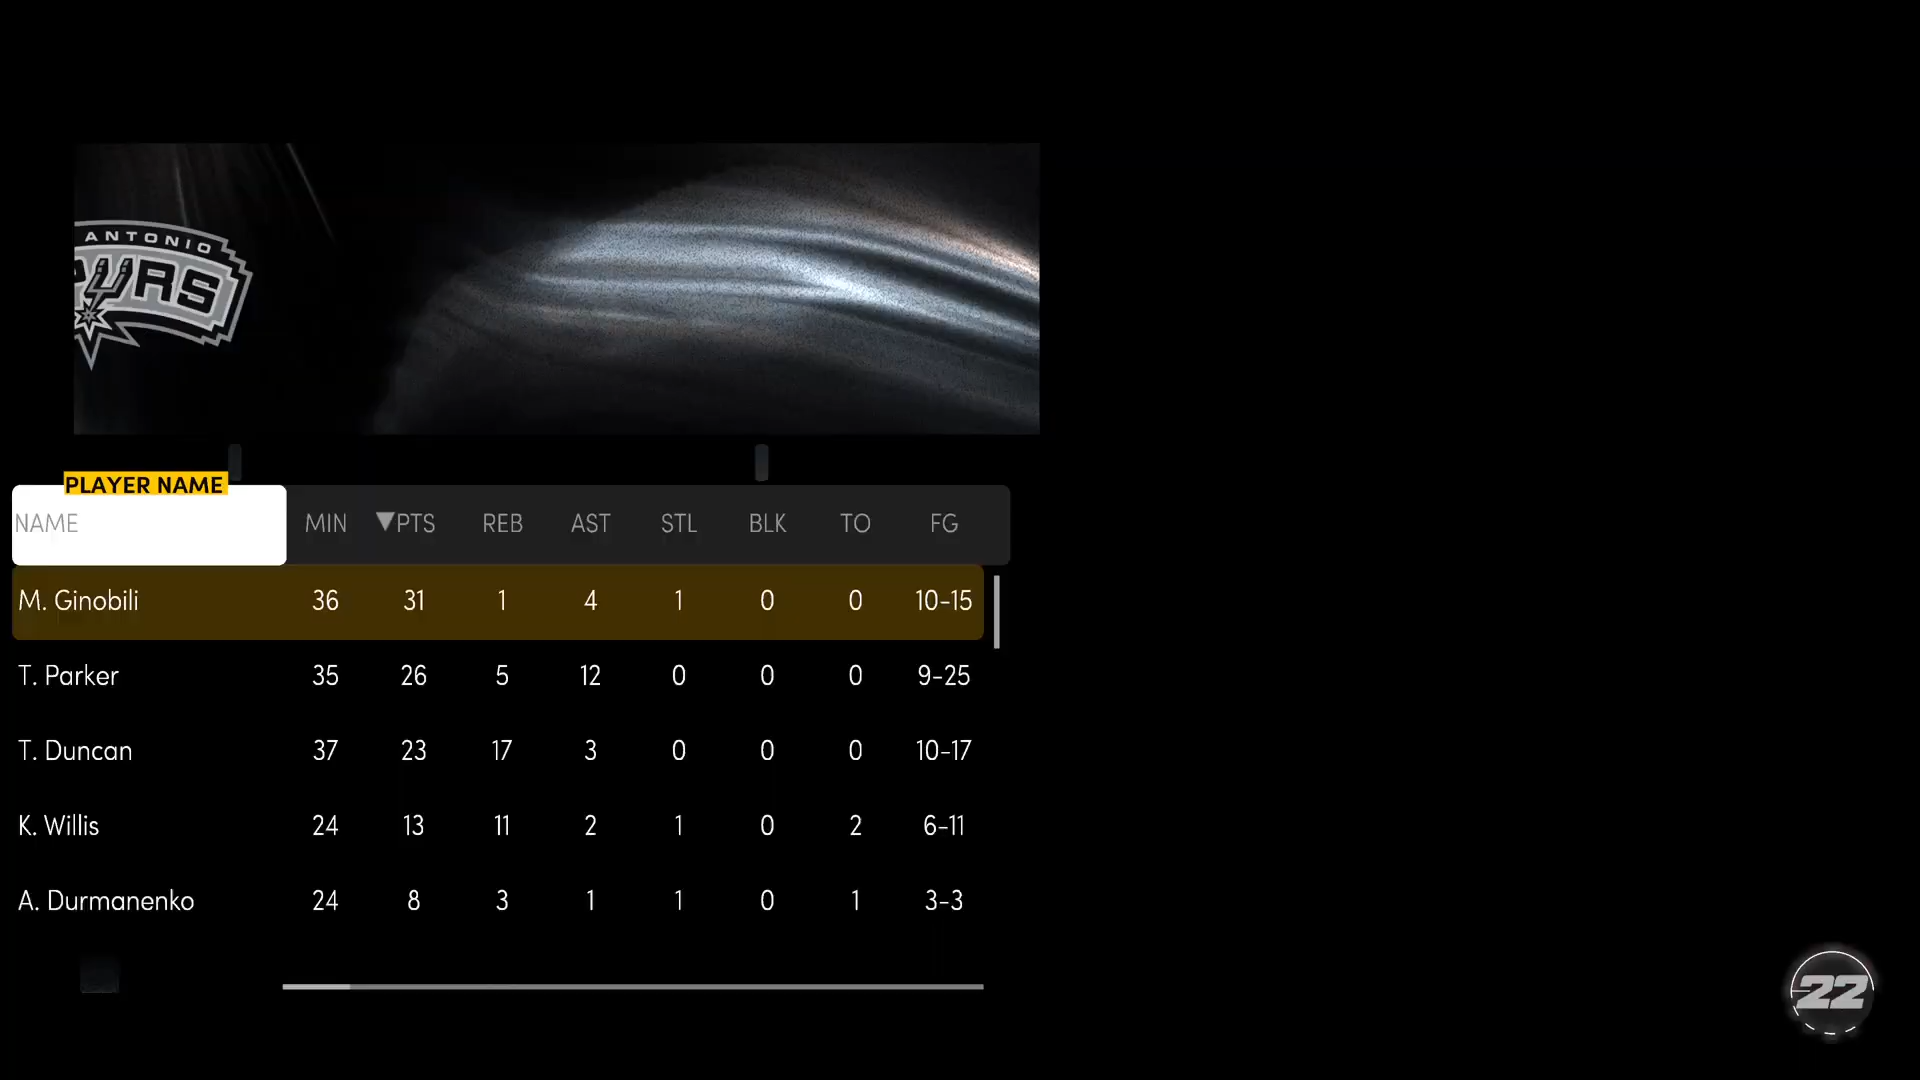 ANTONIO
PURS
PLAYER NAME
NAME MIN ▼PTS REB AST STL BLK TO FG
M. Ginobili 36 31 1 4 1 0 0 10-15
T. Parker 35 26 5 12 0 0 0 9-25
T. Duncan 37 23 17 3 0 0 0 10-17
K. Willis 24 13 11 2 1 0 2 6-11
A. Durmanenko 24 8 3 1 1 0 1 3-3
22